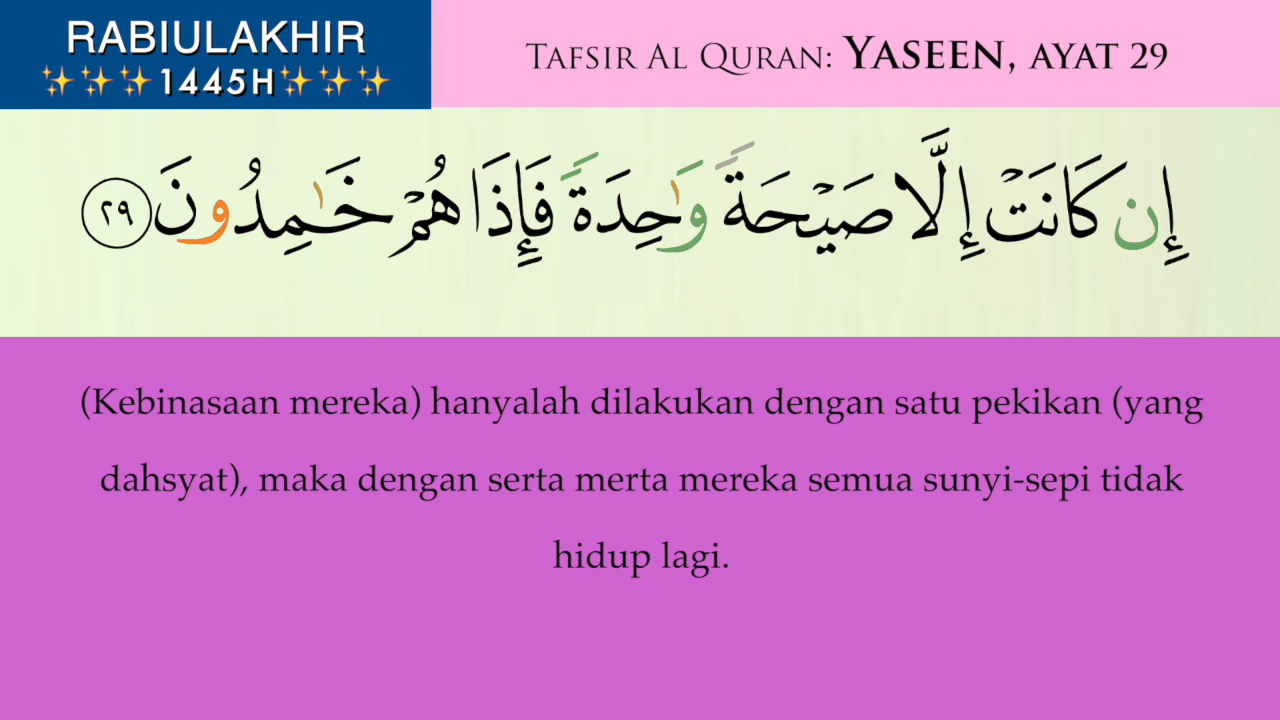 RABIULAKHIR
✨✨✨1445H✨✨✨
TAFSIR AL QURAN: YASEEN, AYAT 29
إِن كَانَتْ إِلَّا صَيْحَةً وَٰحِدَةً فَإِذَا هُمْ خَـٰمِدُونَ ٢٩
(Kebinasaan mereka) hanyalah dilakukan dengan satu pekikan (yang
dahsyat), maka dengan serta merta mereka semua sunyi-sepi tidak
hidup lagi.